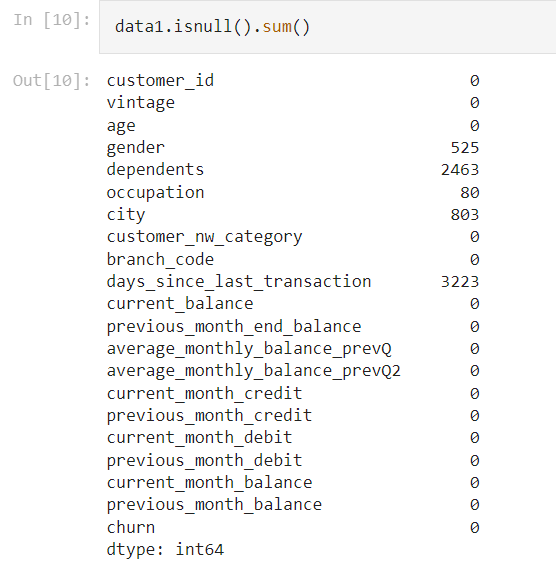 In [10]: data1.isnull().sum()
Out[10]: customer_id 0
vintage 0
age 0
gender 525
dependents 2463
occupation 80
city 803
customer_nw_category 0
branch_code 0
days_since_last_transaction 3223
current_balance 0
previous_month_end_balance 0
average_monthly_balance_prevQ 0
average_monthly_balance_prevQ2 0
current_month_credit 0
previous_month_credit 0
current_month_debit 0
previous_month_debit 0
current_month_balance 0
previous_month_balance 0
churn 0
dtype: int64